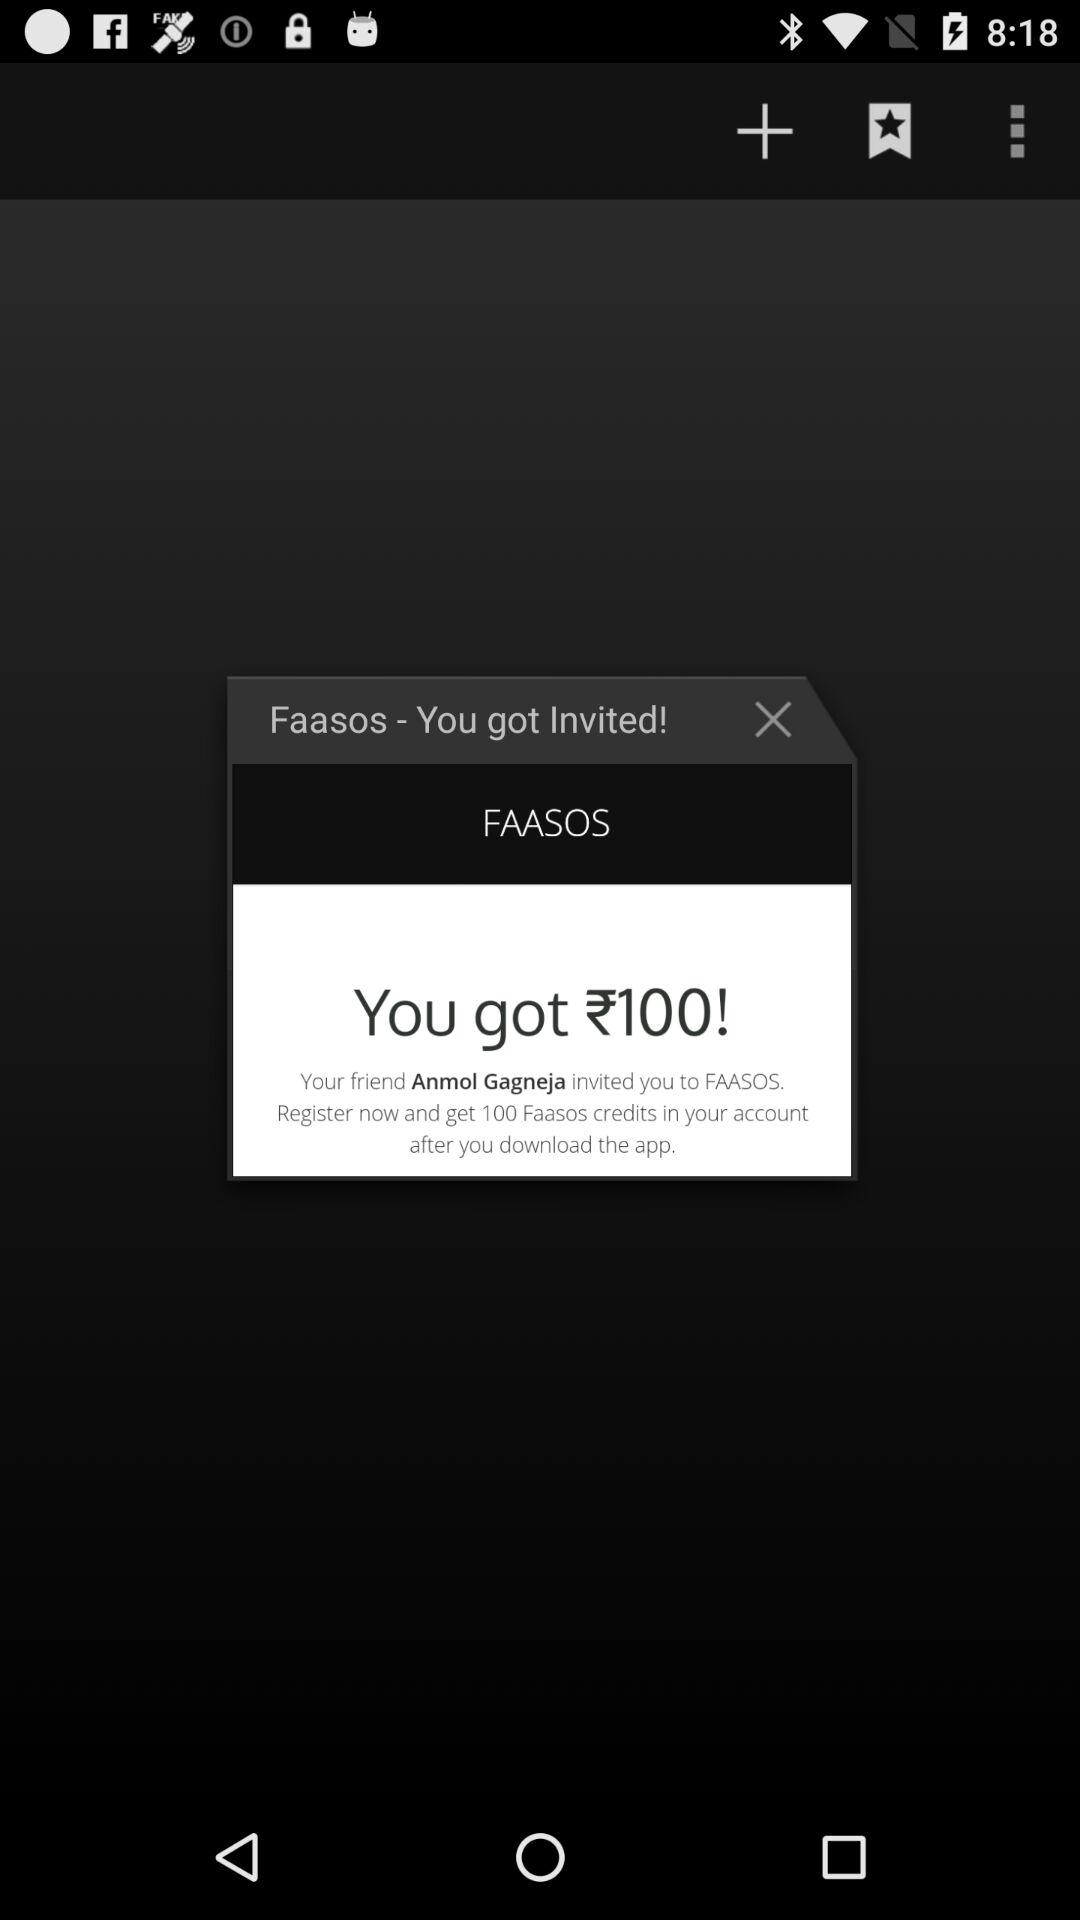 FAKE
8:18
Faasos - You got Invited!
FAASOS
You got ₹100!
Your friend Anmol Gagneja invited you to FAASOS.
Register now and get 100 Faasos credits in your account
after you download the app.